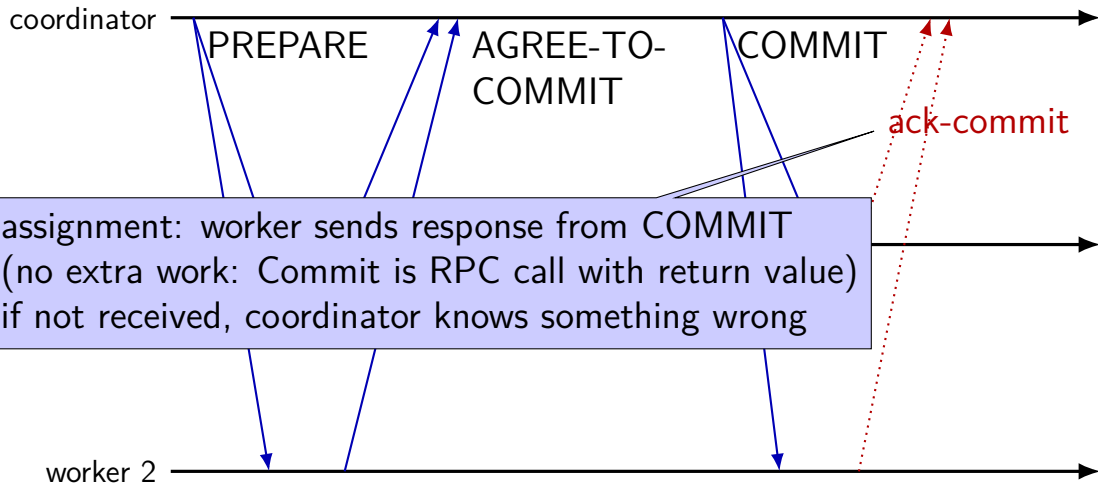 coordinator
PREPARE
AGREE-TO-
COMMIT
COMMIT
ack-commit
assignment: worker sends response from COMMIT
(no extra work: Commit is RPC call with return value)
if not received, coordinator knows something wrong
worker 2